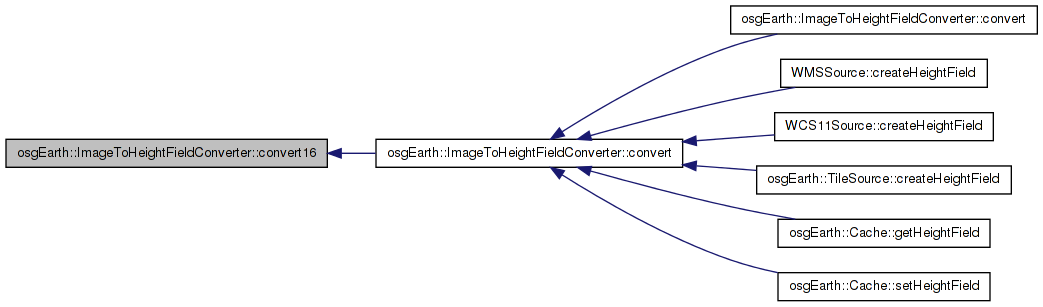 osgEarth::ImageToHeightFieldConverter::convert16
osgEarth::ImageToHeightFieldConverter::convert
osgEarth::ImageToHeightFieldConverter::convert
WMSSource::createHeightField
WCS11Source::createHeightField
osgEarth::TileSource::createHeightField
osgEarth::Cache::getHeightField
osgEarth::Cache::setHeightField